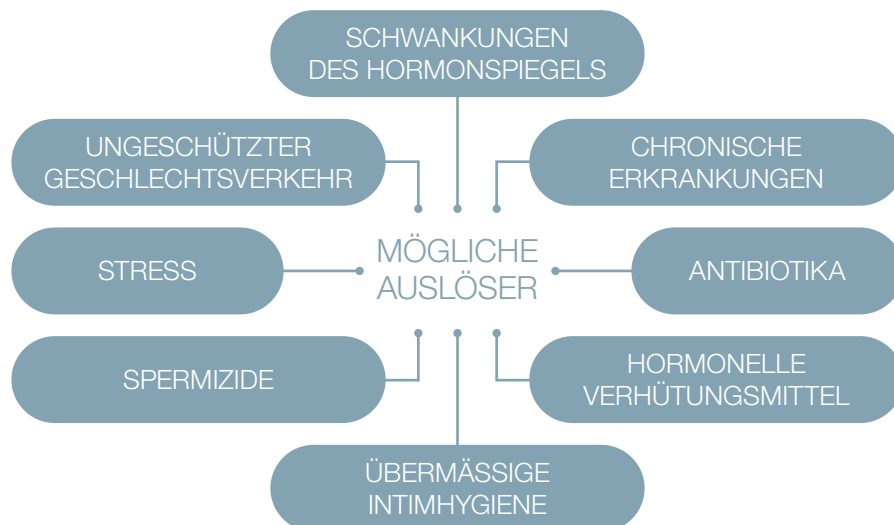 SCHWANKUNGEN
DES HORMONSPIEGELS
UNGESCHÜTZTER
GESCHLECHTSVERKEHR
CHRONISCHE
ERKRANKUNGEN
STRESS
MÖGLICHE
AUSLÖSER
ANTIBIOTIKA
SPERMIZIDE
HORMONELLE
VERHÜTUNGSMITTEL
ÜBERMÄSSIGE
INTIMHYGIENE